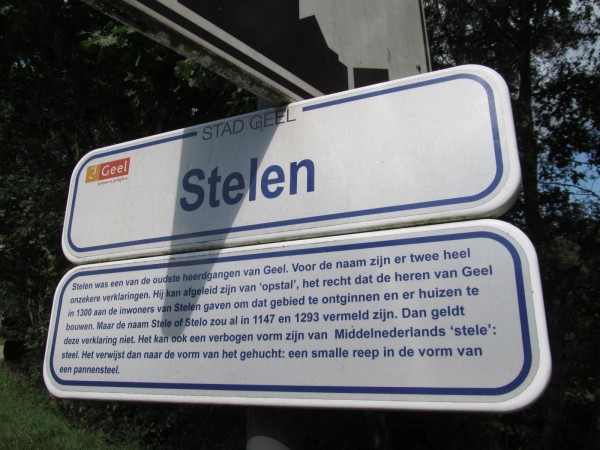 STAD GEEL
Geel
Stelen
Stelen was een van de oudste heerdgangen van Geel. Voor de naam zijn er twee heel
onzekere verklaringen. Hij kan afgeleid zijn van ‘opstal’, het recht dat de heren van Geel
in 1300 aan de inwoners van Stelen gaven om dat gebied te ontginnen en er huizen te
bouwen. Maar de naam Stele of Stelo zou al in 1147 en 1293 vermeld zijn. Dan geldt
deze verklaring niet. Het kan ook een verbogen vorm zijn van Middelnederlands ‘stele’:
steel. Het verwijst dan naar de vorm van het gehucht: een smalle reep in de vorm van
een pannensteel.